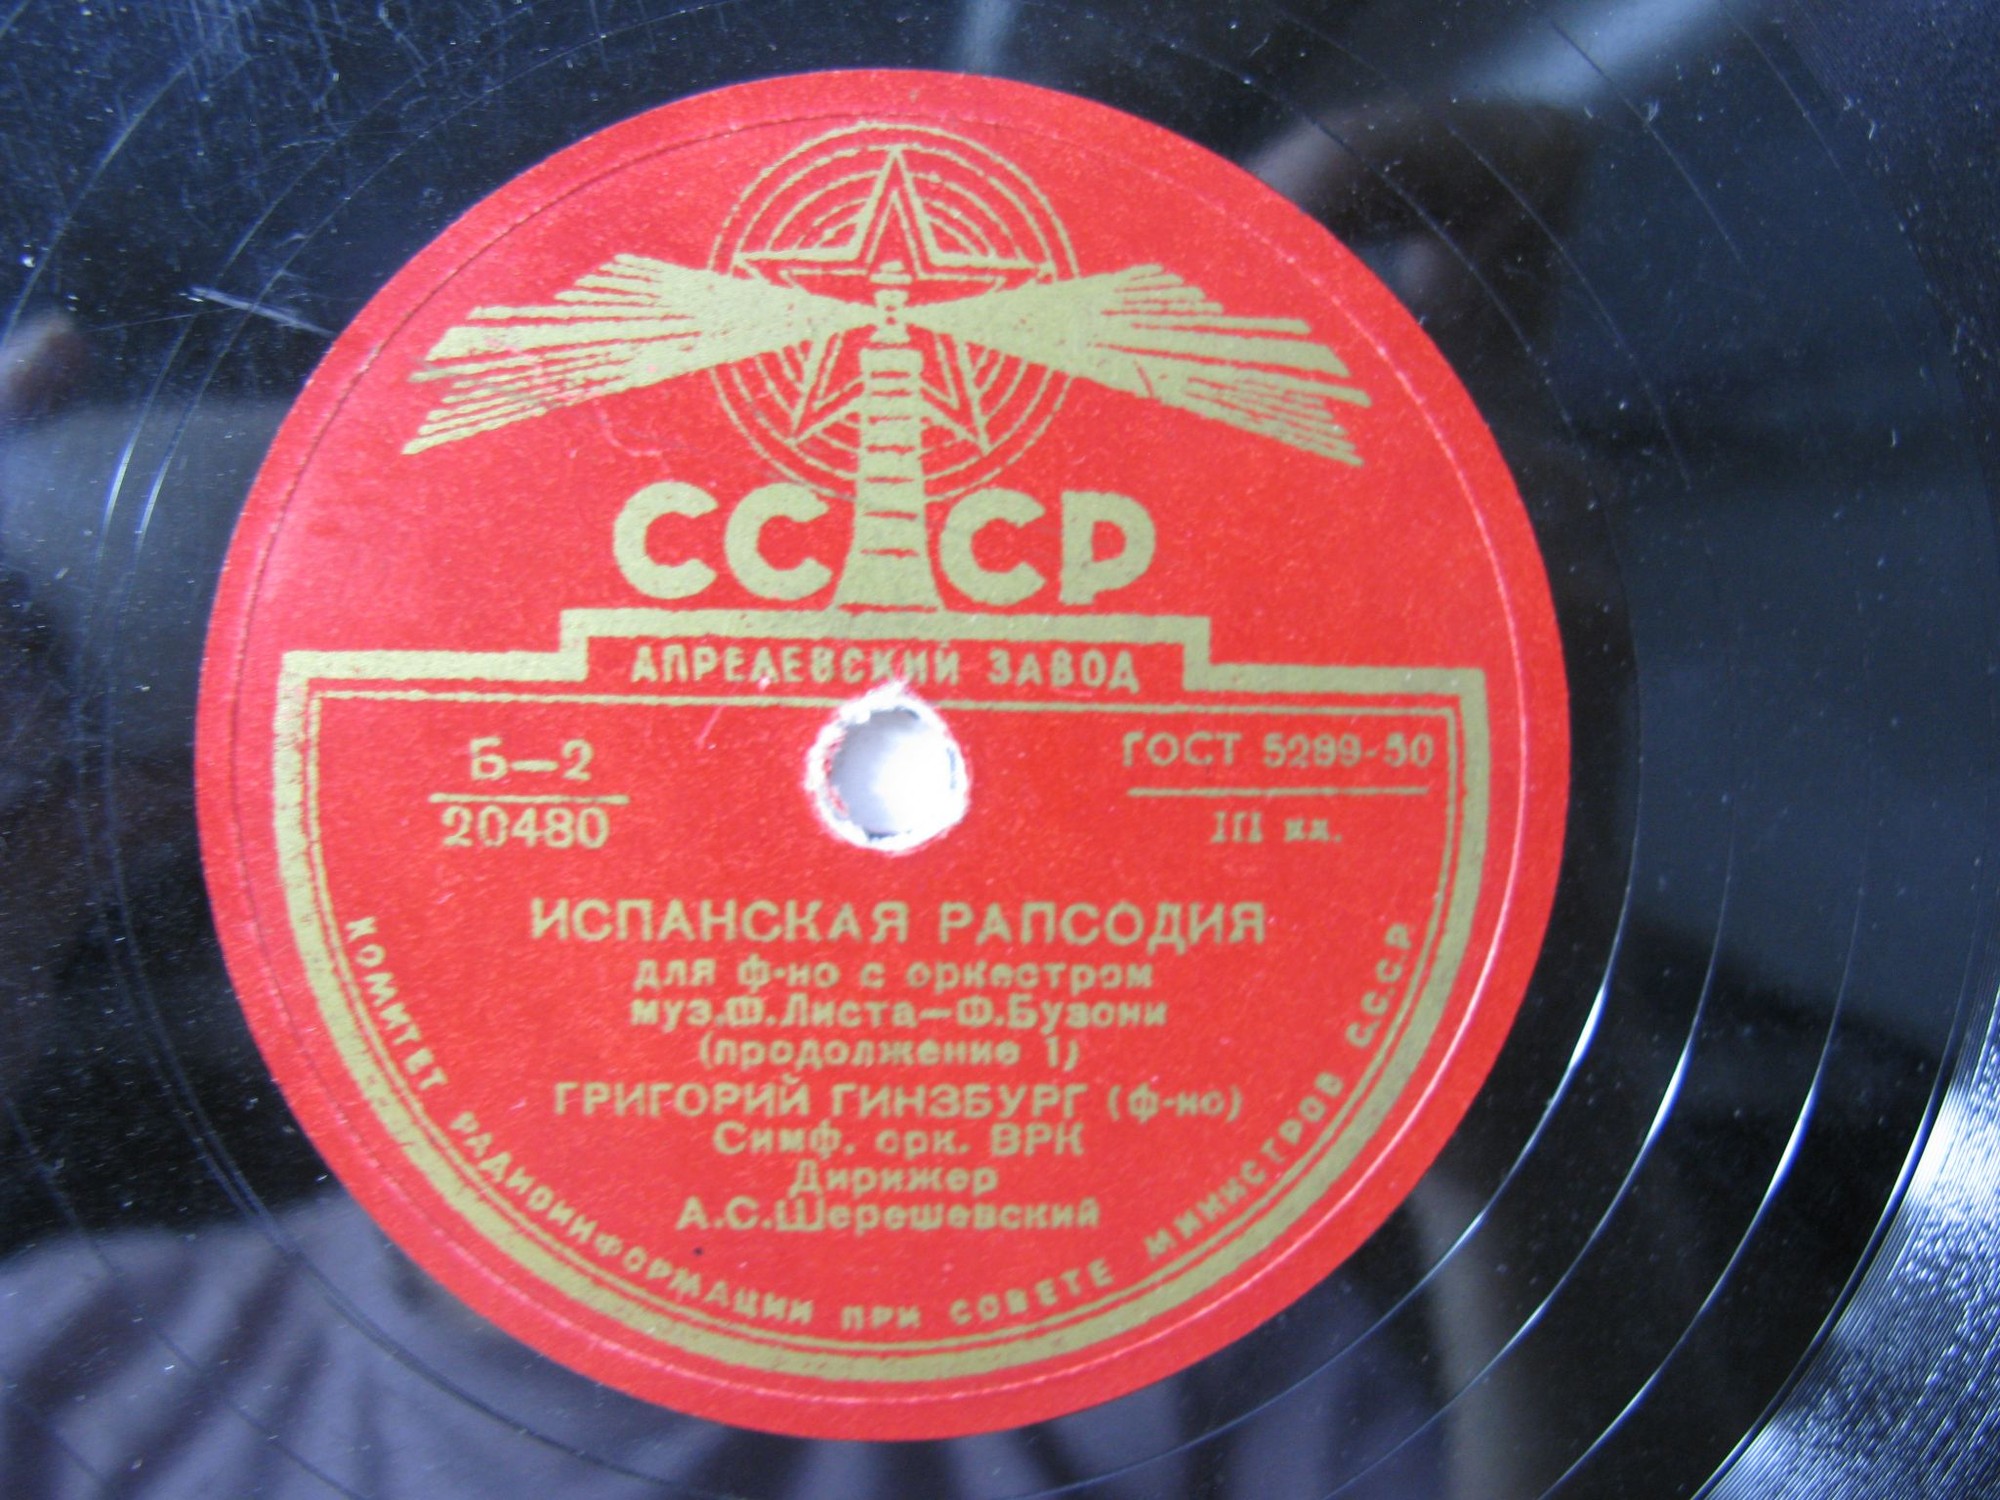 СССР
АПРЕЛЕВСКИЙ ЗАВОД
Б-2
20480
ГОСТ 5289-50
III кл.
ИСПАНСКАЯ РАПСОДИЯ
для ф-но с оркестром
муз.Ф.Листа-Ф.Бузони
(продолжение 1)
ГРИГОРИЙ ГИНЗБУРГ (ф-но)
Симф. орк. ВРК
Дирижер
А.С.Шерешевский
КОМИТЕТ РАДИОИНФОРМАЦИИ ПРИ СОВЕТЕ МИНИСТРОВ С.С.С.Р